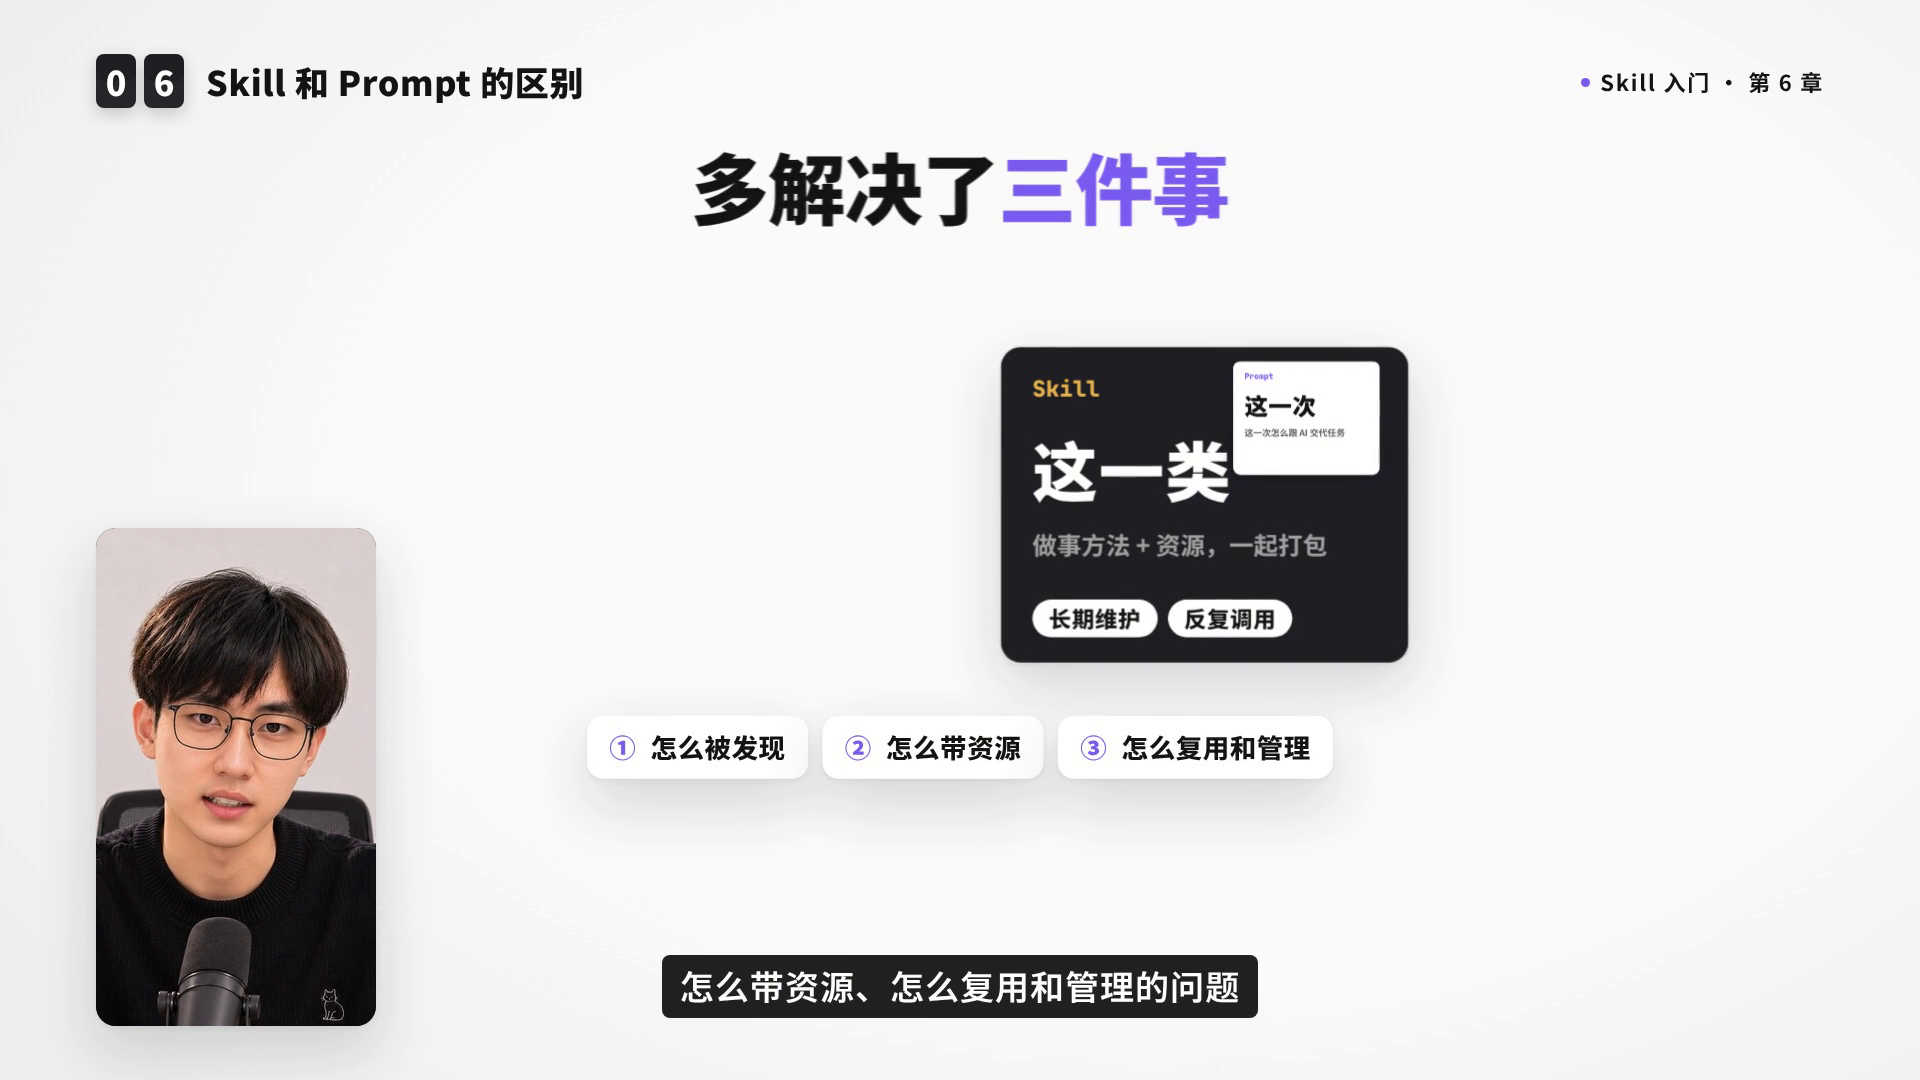 06 Skill 和 Prompt 的区别
Skill 入门 · 第 6 章
多解决了三件事
Skill
这一类
做事方法 + 资源，一起打包
长期维护
反复调用
Prompt
这一次
这一次怎么跟 AI 交代任务
① 怎么被发现
② 怎么带资源
③ 怎么复用和管理
怎么带资源、怎么复用和管理的问题